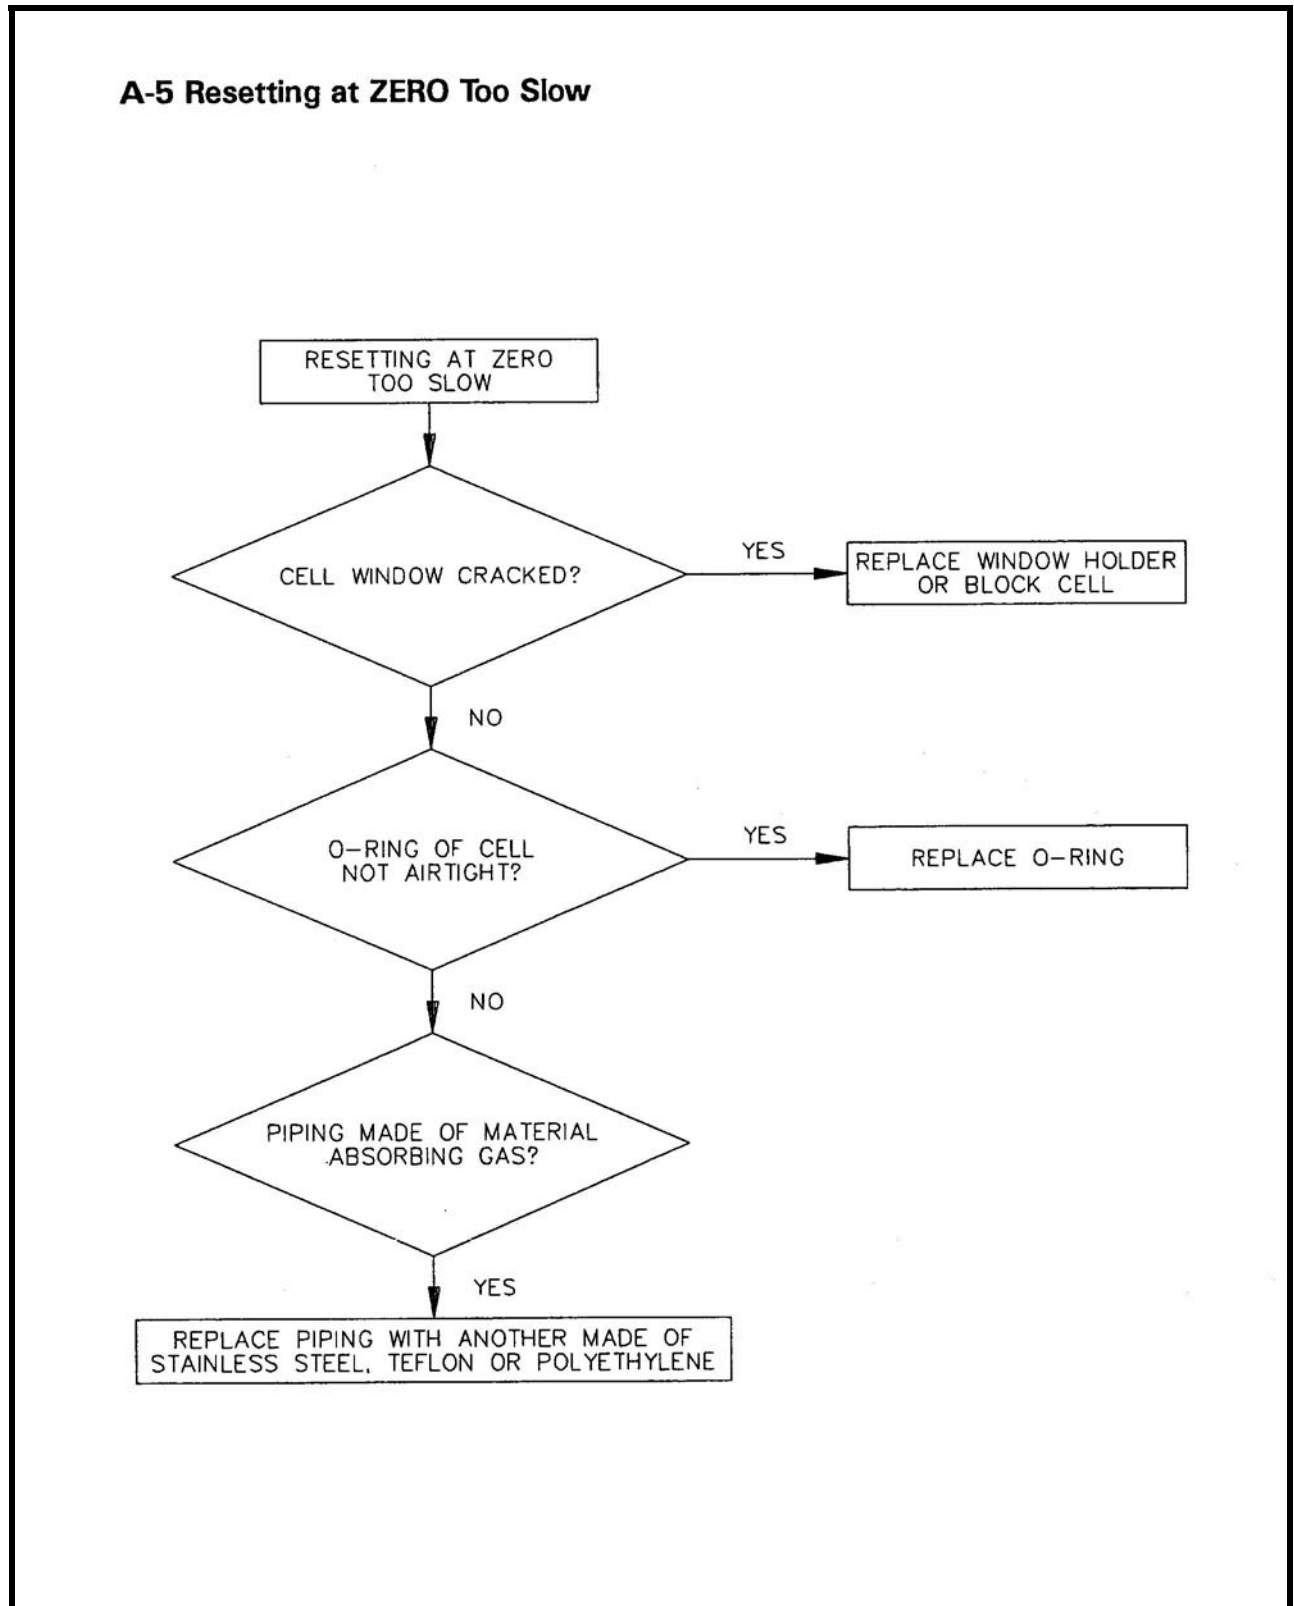 A-5 Resetting at ZERO Too Slow
RESETTING AT ZERO
TOO SLOW
CELL WINDOW CRACKED?
YES
REPLACE WINDOW HOLDER
OR BLOCK CELL
NO
O-RING OF CELL
NOT AIRTIGHT?
YES
REPLACE O-RING
NO
PIPING MADE OF MATERIAL
ABSORBING GAS?
YES
REPLACE PIPING WITH ANOTHER MADE OF
STAINLESS STEEL, TEFLON OR POLYETHYLENE